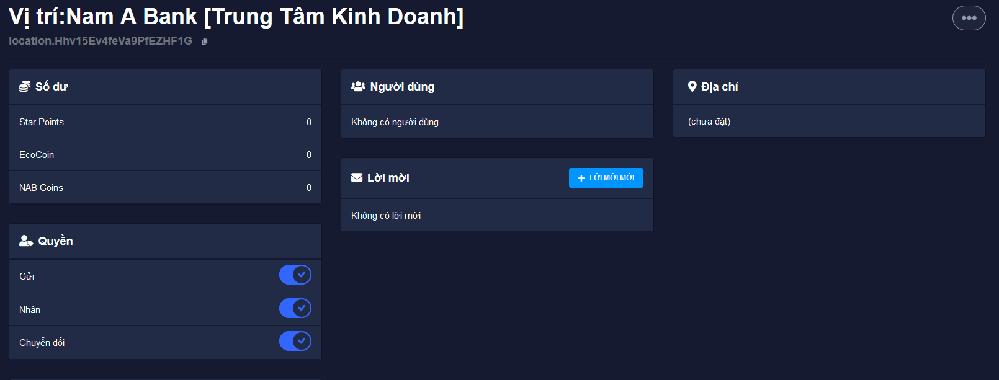 Vị trí:Nam A Bank [Trung Tâm Kinh Doanh]
location.Hhv15Ev4feVa9PfEZHF1G
Số dư
Star Points 0
EcoCoin 0
NAB Coins 0
Quyền
Gửi
Nhận
Chuyển đổi
Người dùng
Không có người dùng
Lời mời
LỜI MỜI MỚI
Không có lời mời
Địa chỉ
(chưa đặt)